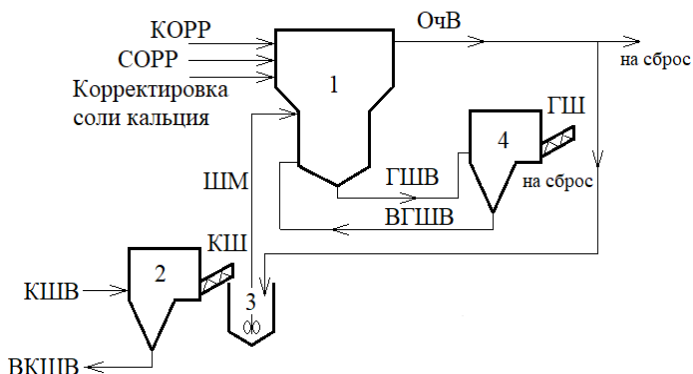 КОРР
СОРР
Корректировка
соли кальция
ОчВ
на сброс
1
ГШ
4
ГШВ
на сброс
ШМ
ВГШВ
КШ
2
КШВ
3
ВКШВ